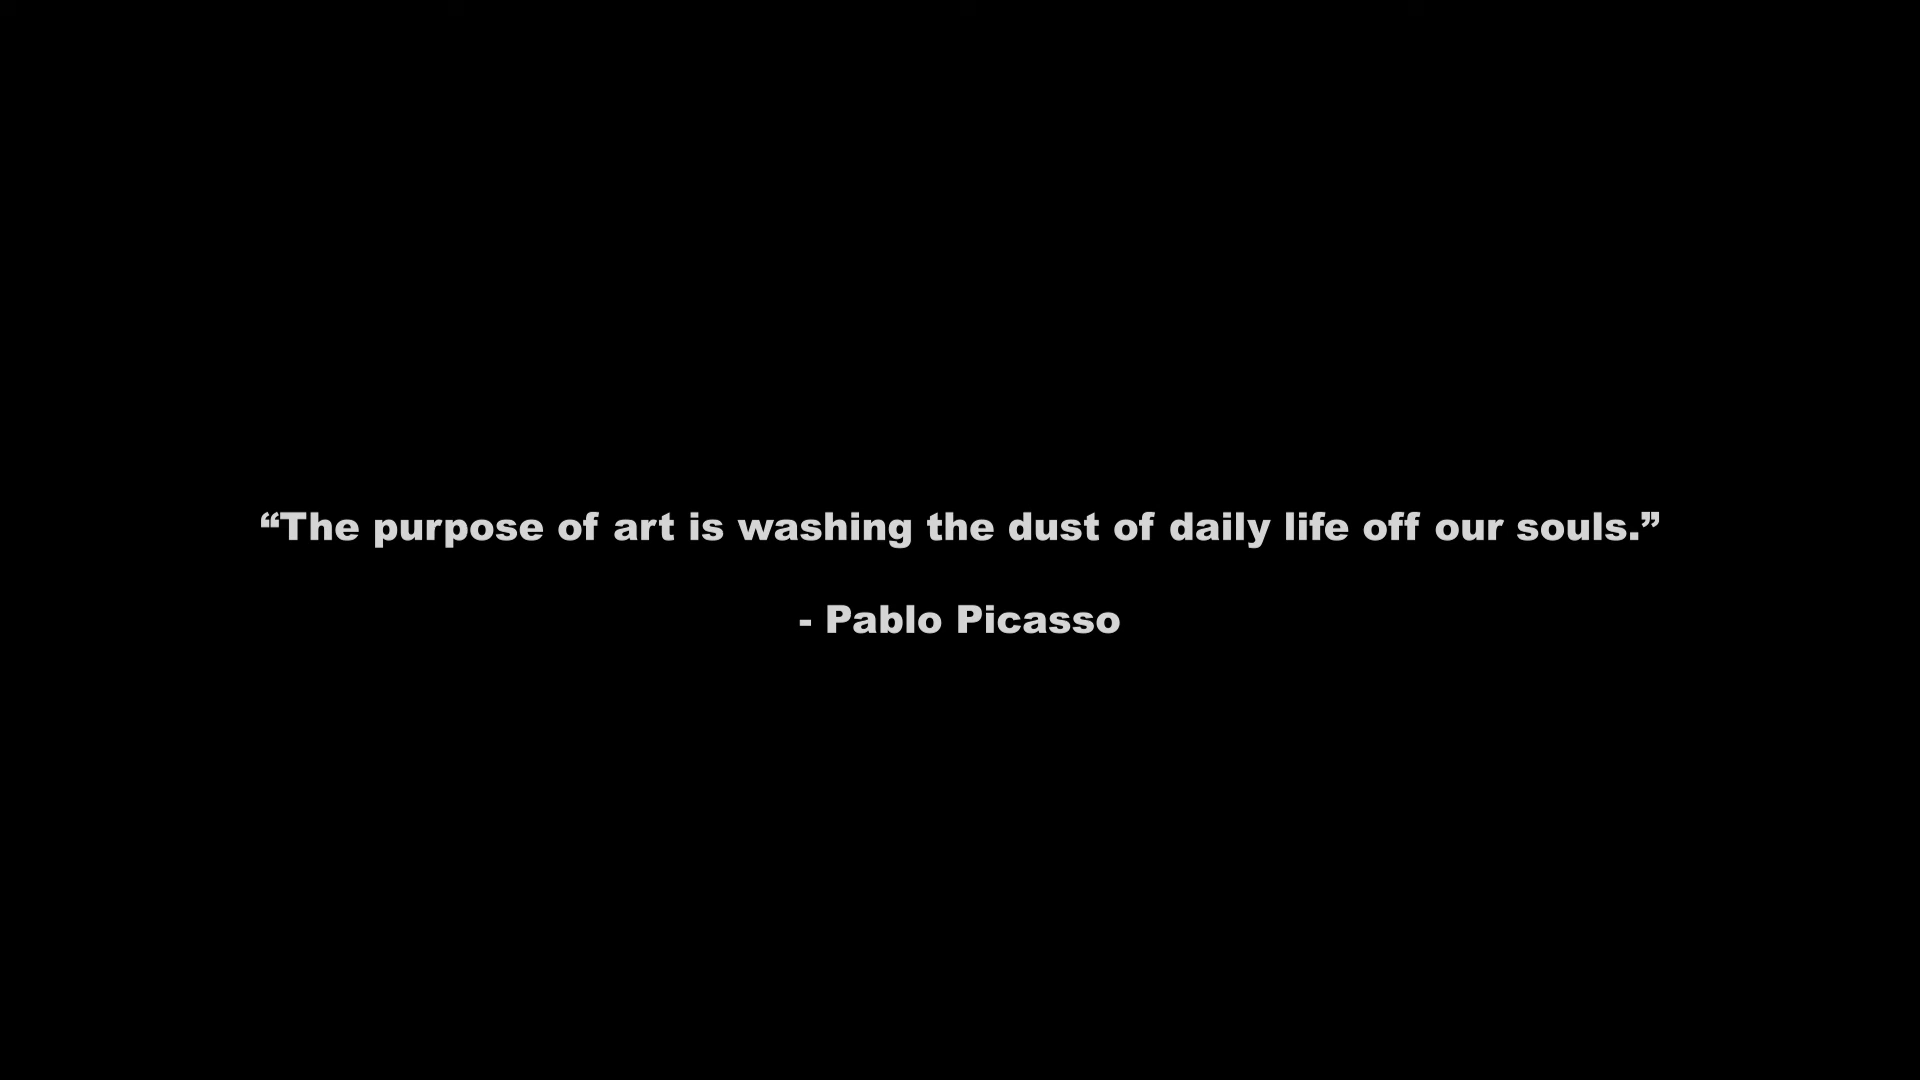 “The purpose of art is washing the dust of daily life off our souls.”
- Pablo Picasso